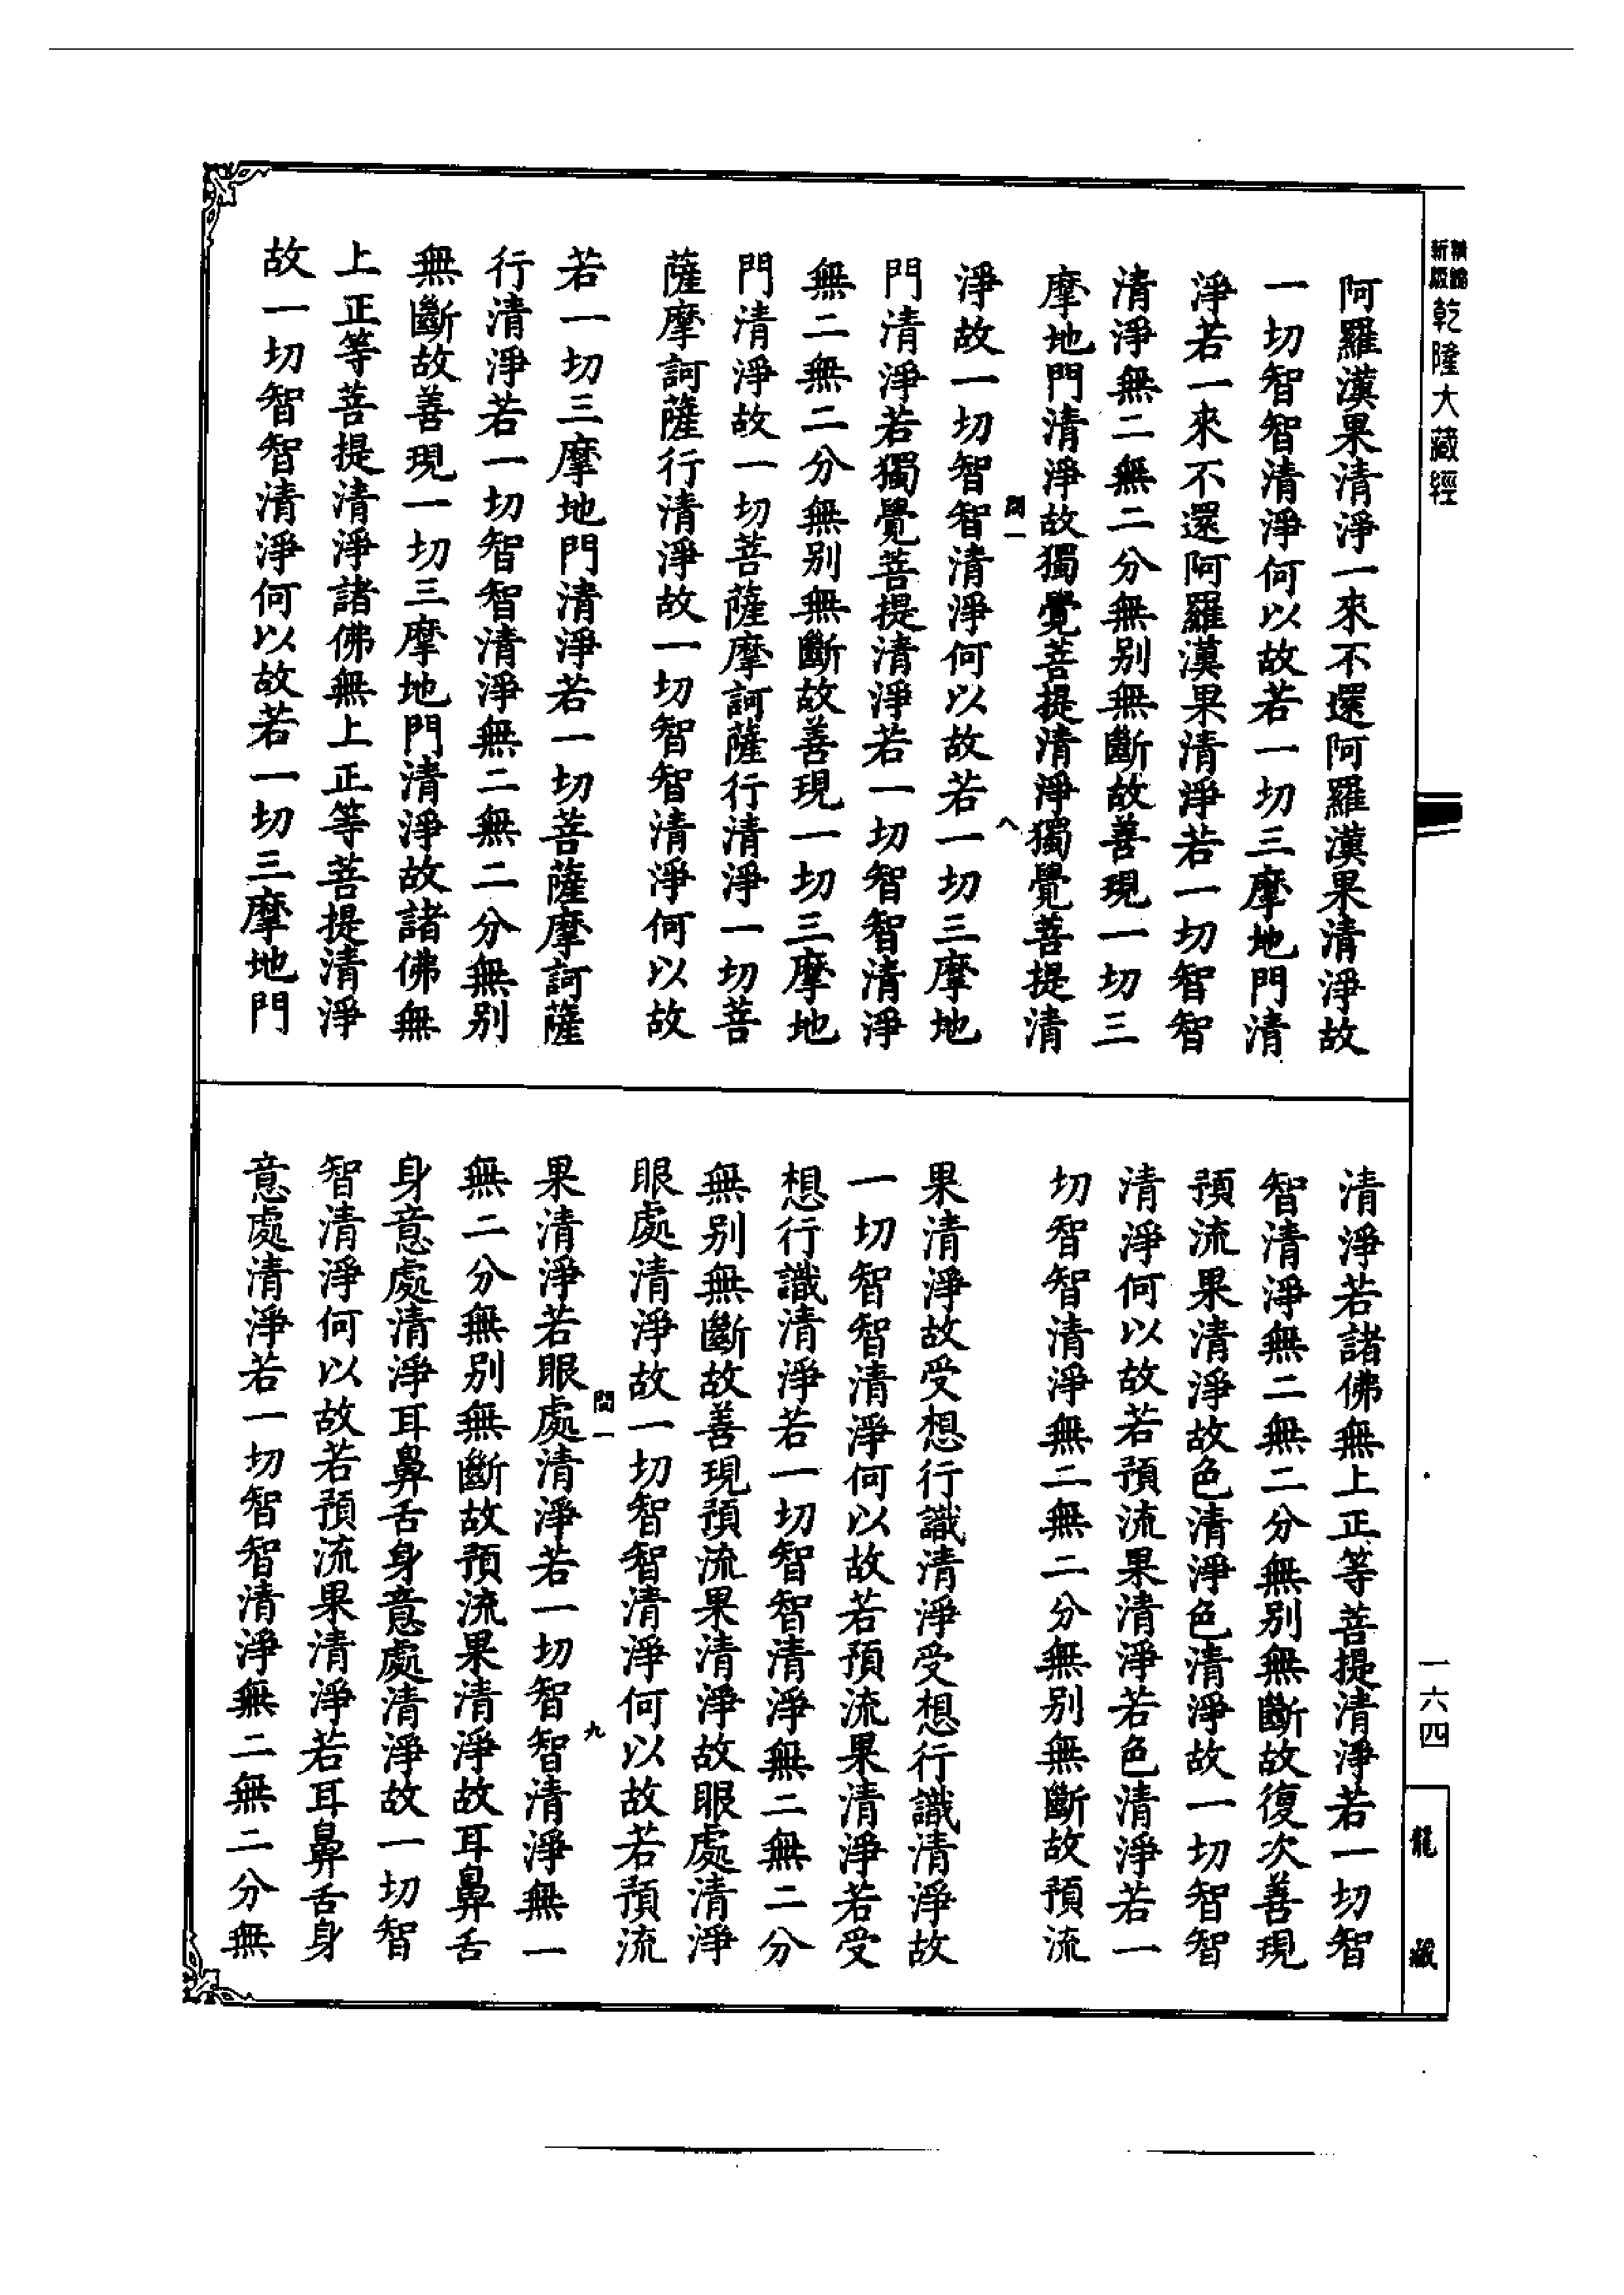 新版
乾隆大藏經
阿羅漢果清淨一來不還阿羅漢果清淨故
一切智智清淨何以故若一切三摩地門清
淨若一來不還阿羅漢果清淨若一切智智
清淨無二無二分無別無斷故善現一切三
摩地門清淨故獨覺菩提清淨獨覺菩提清
淨故一切智智清淨何以故若一切三摩地
門清淨若獨覺菩提清淨若一切智智清淨
無二無二分無別無斷故善現一切三摩地
門清淨故一切菩薩摩訶薩行清淨一切菩
薩摩訶薩行清淨故一切智智清淨何以故
若一切三摩地門清淨若一切菩薩摩訶薩
行清淨若一切智智清淨無二無二分無別
無斷故善現一切三摩地門清淨故諸佛無
上正等菩提清淨諸佛無上正等菩提清淨
故一切智智清淨何以故若一切三摩地門
八
清淨若諸佛無上正等菩提清淨若一切智
智清淨無二無二分無別無斷故復次善現
預流果清淨故色清淨色清淨故一切智智
清淨何以故若預流果清淨若色清淨若一
切智智清淨無二無二分無別無斷故預流
果清淨故受想行識清淨受想行識清淨故
一切智智清淨何以故若預流果清淨若受
想行識清淨若一切智智清淨無二無二分
無別無斷故善現預流果清淨故眼處清淨
眼處清淨故一切智智清淨何以故若預流
果清淨若眼處清淨若一切智智清淨無二
無二分無別無斷故預流果清淨故耳鼻舌
身意處清淨耳鼻舌身意處清淨故一切智
智清淨何以故若預流果清淨若耳鼻舌身
意處清淨若一切智智清淨無二無二分無
九
一六四
龍藏